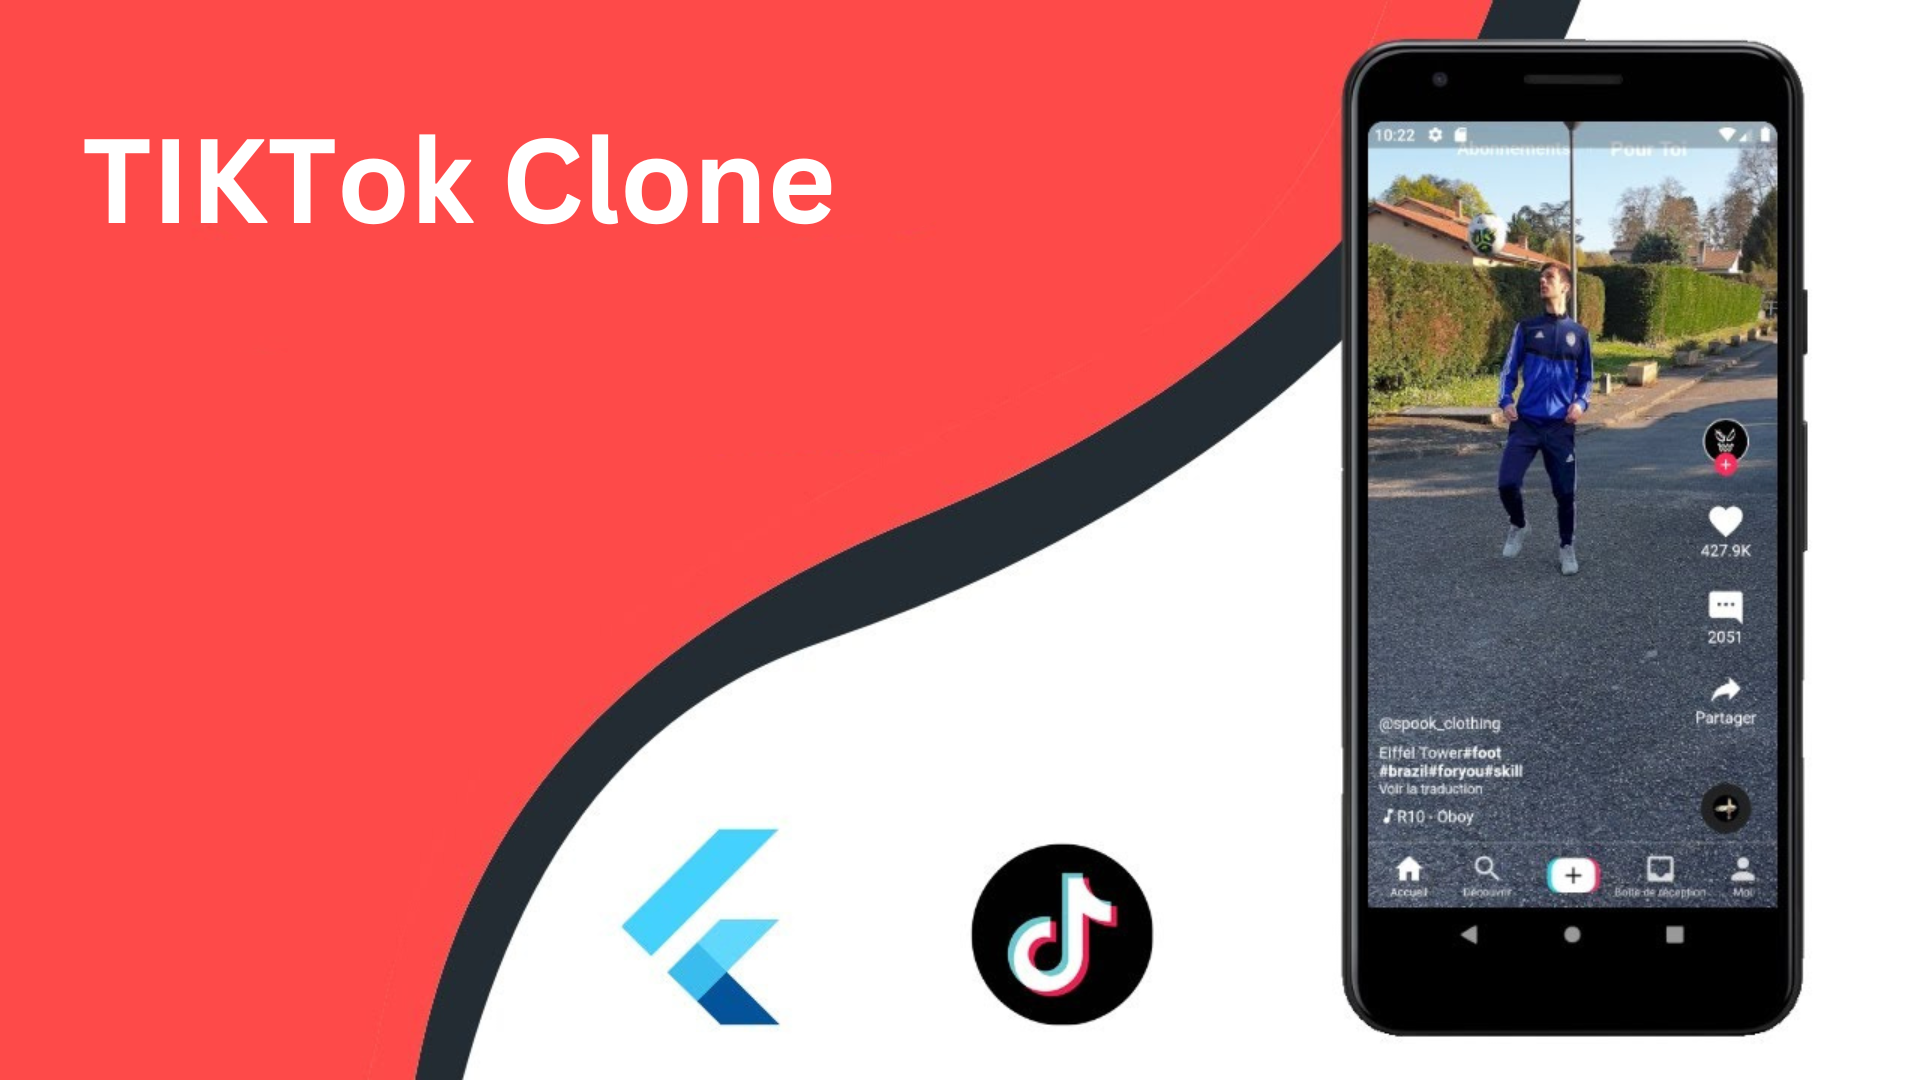 TIKTok Clone
10:22
Abonnements Pour Toi
427.9K
2051
Partager
@spook_clothing
Eiffel Tower#foot
#brazil#foryou#skill
Voir la traduction
R10 - Oboy
Accueil Découvrir Boîte de réception Moi